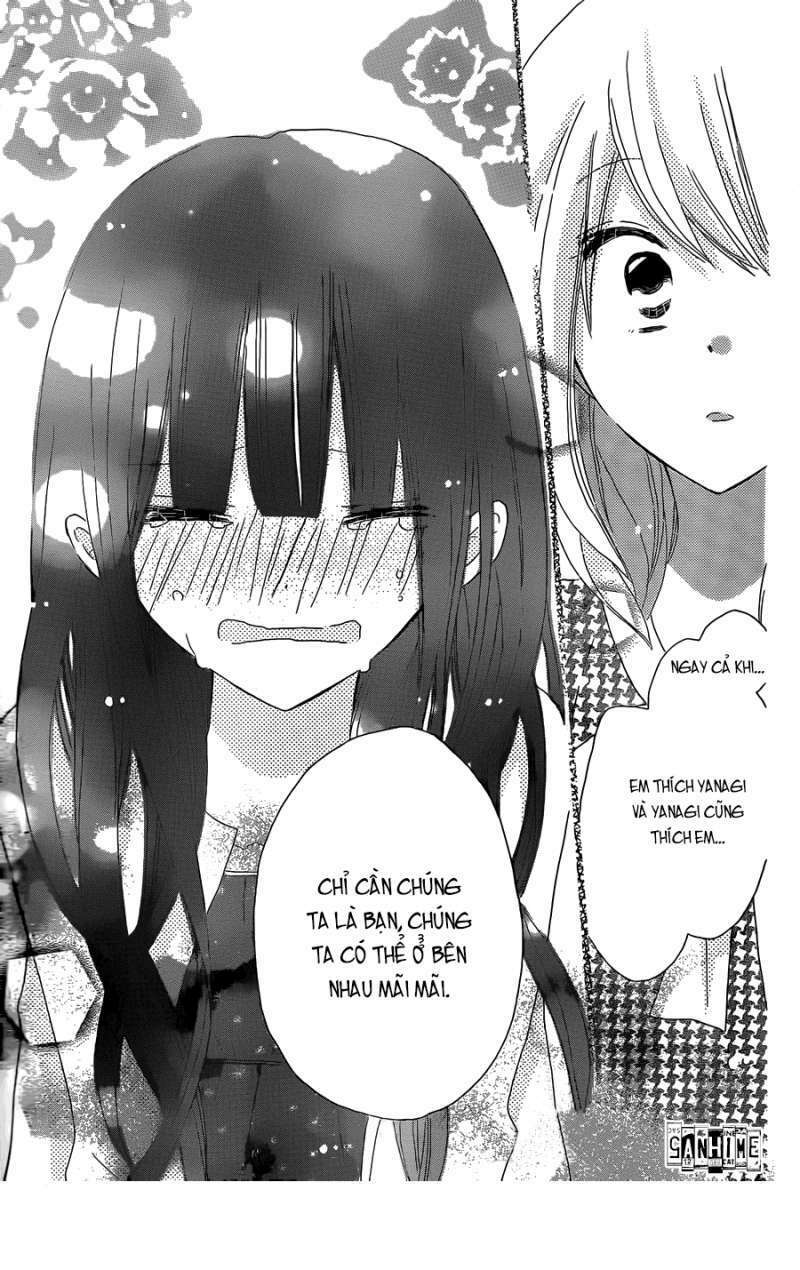 NGAY CẢ KHI...
EM THÍCH YANAGI
VÀ YANAGI CŨNG
THÍCH EM...
CHỈ CẦN CHÚNG
TA LÀ BẠN, CHÚNG
TA CÓ THỂ Ở BÊN
NHAU MÃI MÃI.
SANHIME